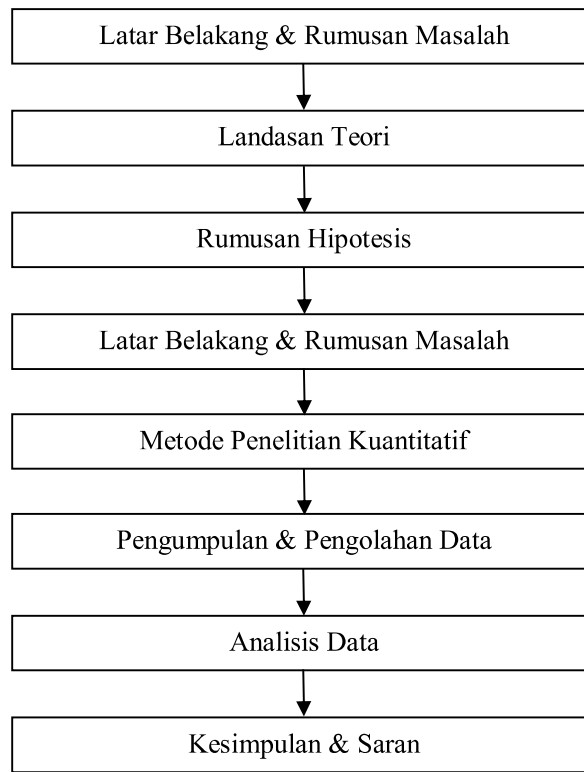 Latar Belakang & Rumusan Masalah
Landasan Teori
Rumusan Hipotesis
Latar Belakang & Rumusan Masalah
Metode Penelitian Kuantitatif
Pengumpulan & Pengolahan Data
Analisis Data
Kesimpulan & Saran